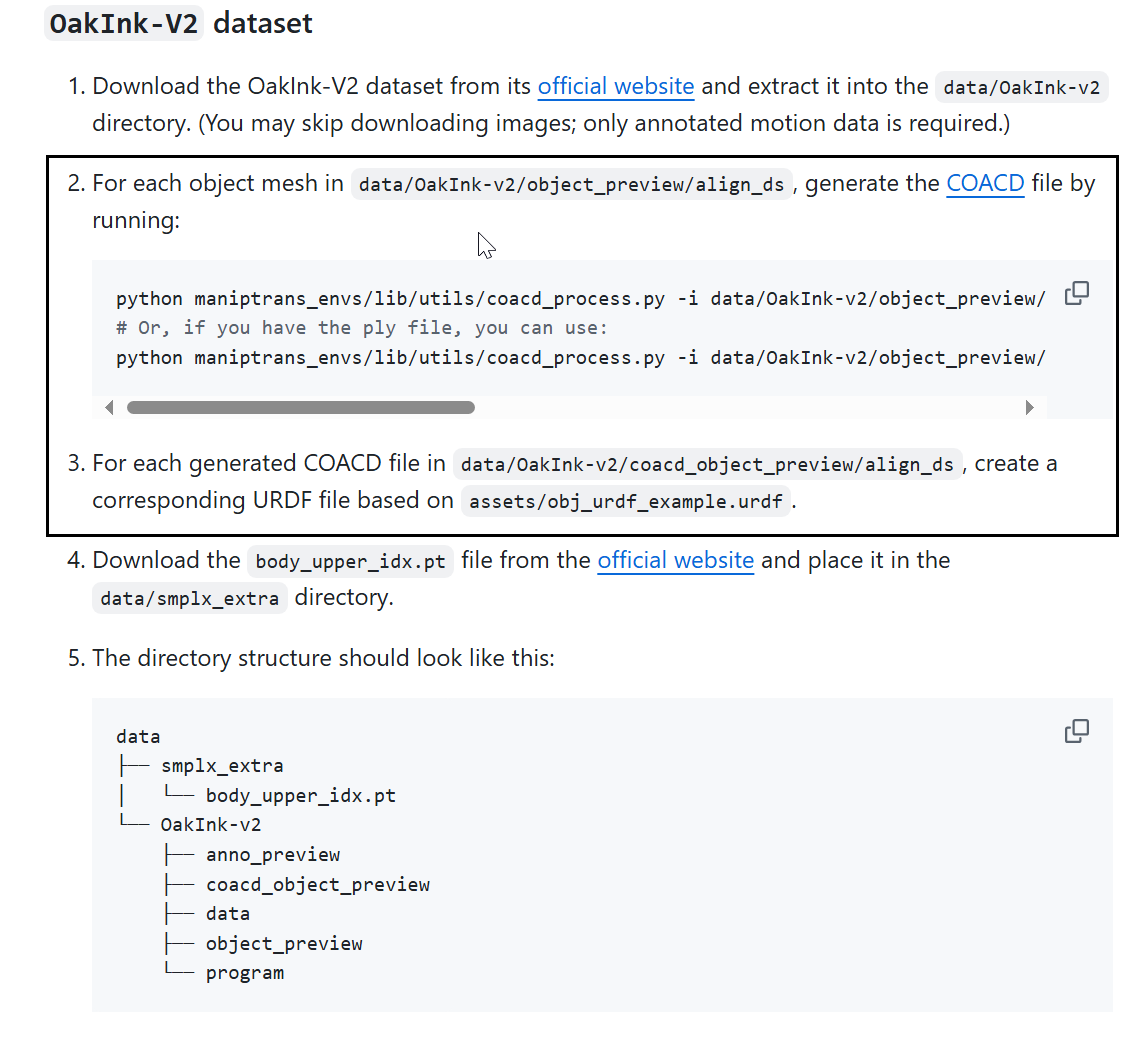 OakInk-V2 dataset
1. Download the OakInk-V2 dataset from its official website and extract it into the data/OakInk-v2
directory. (You may skip downloading images; only annotated motion data is required.)
2. For each object mesh in data/OakInk-v2/object_preview/align_ds, generate the COACD file by
running:
python maniptrans_envs/lib/utils/coacd_process.py -i data/OakInk-v2/object_preview/
# Or, if you have the ply file, you can use:
python maniptrans_envs/lib/utils/coacd_process.py -i data/OakInk-v2/object_preview/
3. For each generated COACD file in data/OakInk-v2/coacd_object_preview/align_ds, create a
corresponding URDF file based on assets/obj_urdf_example.urdf.
4. Download the body_upper_idx.pt file from the official website and place it in the
data/smplx_extra directory.
5. The directory structure should look like this:
data
├── smplx_extra
│   └── body_upper_idx.pt
└── OakInk-v2
    ├── anno_preview
    ├── coacd_object_preview
    ├── data
    ├── object_preview
    └── program